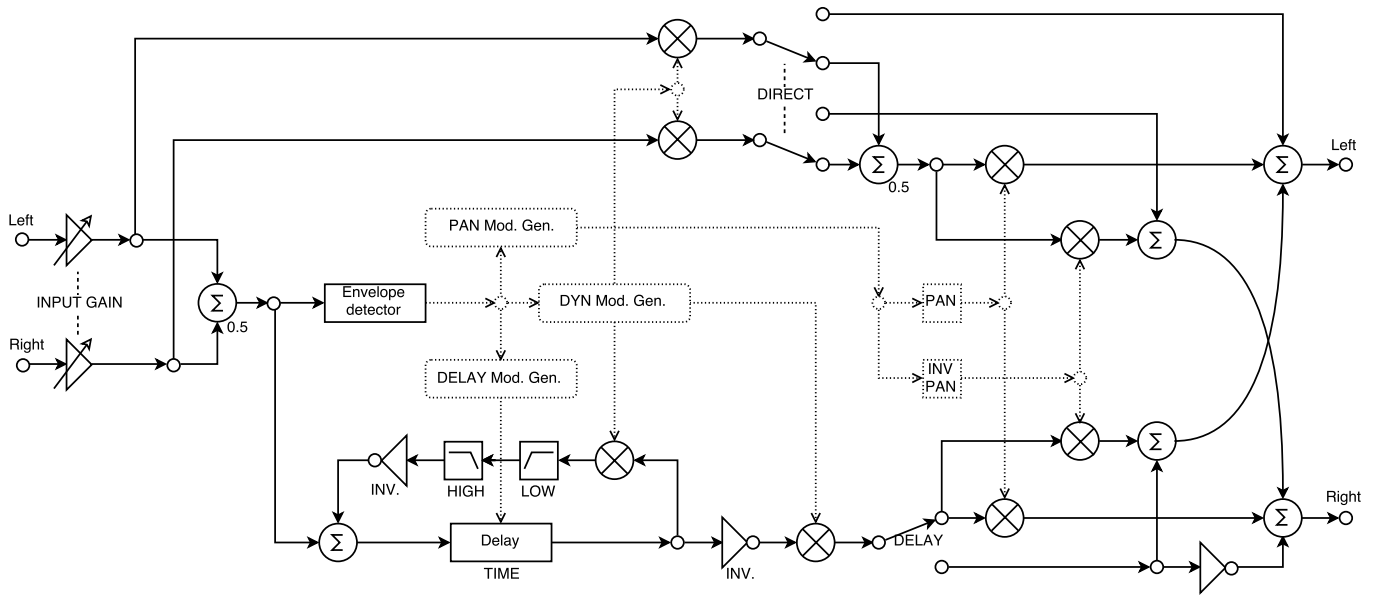 DIRECT
Σ
0.5
Left
Σ
Left
PAN Mod. Gen.
Σ
INPUT GAIN
Σ
0.5
Envelope
detector
DYN Mod. Gen.
PAN
Right
DELAY Mod. Gen.
INV
PAN
Σ
INV.
HIGH
LOW
Right
Σ
Delay
DELAY
Σ
TIME
INV.